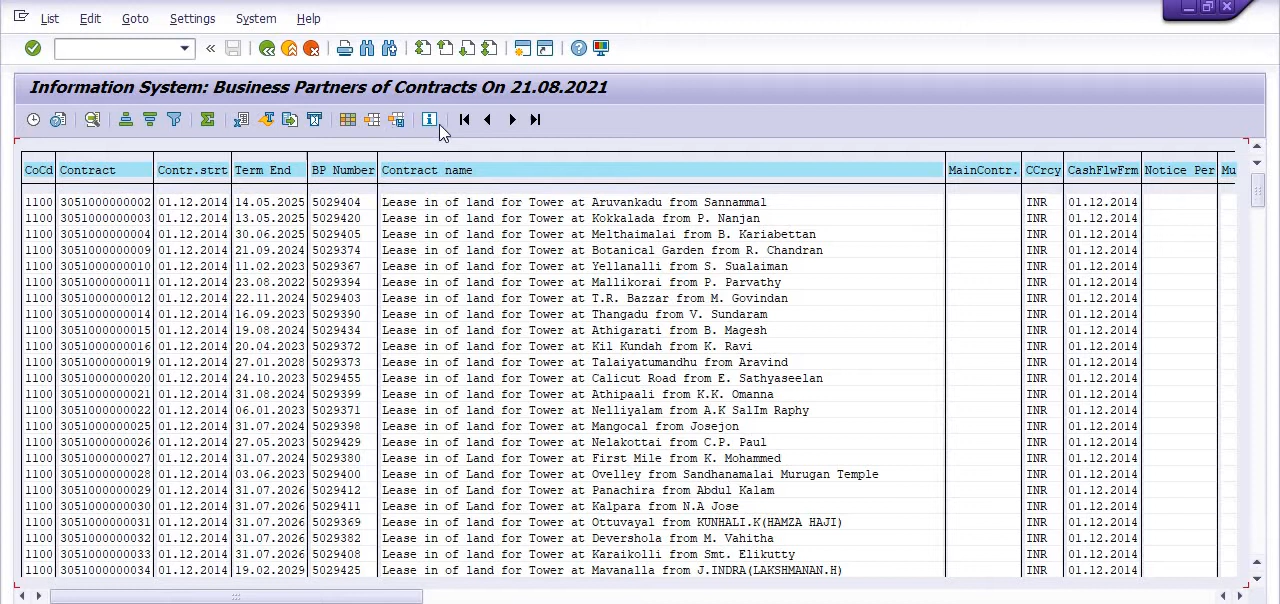 List Edit Goto Settings System Help
Information System: Business Partners of Contracts On 21.08.2021
CoCd Contract Contr.strt Term End BP Number Contract name MainContr. CCrcy CashFlwFrm Notice Per Mu
1100 3051000000002 01.12.2014 14.05.2025 5029404 Lease in of land for Tower at Aruvankadu from Sannammal INR 01.12.2014
1100 3051000000003 01.12.2014 13.04.2025 5029420 Lease in of land for Tower at Kokkalada from P. Nanjan INR 01.12.2014
1100 3051000000004 01.12.2014 30.06.2025 5029405 Lease in of land for Tower at Melthaimalai from B. Kariabettan INR 01.12.2014
1100 3051000000009 01.12.2014 21.09.2024 5029374 Lease in of land for Tower at Botanical Garden from R. Chandran INR 01.12.2014
1100 3051000000010 01.12.2014 11.02.2023 5029367 Lease in of land for Tower at Yellanalli from S. Sualaiman INR 01.12.2014
1100 3051000000011 01.12.2014 23.08.2022 5029394 Lease in of land for Tower at Mallikorai from P. Parvathy INR 01.12.2014
1100 3051000000012 01.12.2014 22.11.2024 5029403 Lease in of land for Tower at T.R. Bazzar from M. Govindan INR 01.12.2014
1100 3051000000014 01.12.2014 16.09.2023 5029390 Lease in of land for Tower at Thangadu from V. Sundaram INR 01.12.2014
1100 3051000000015 01.12.2014 19.08.2024 5029434 Lease in of land for Tower at Athigarati from B. Magesh INR 01.12.2014
1100 3051000000016 01.12.2014 20.04.2023 5029372 Lease in of land for Tower at Kil Kundah from K. Ravi INR 01.12.2014
1100 3051000000019 01.12.2014 27.01.2028 5029373 Lease in of land for Tower at Talaiyatumandhu from Aravind INR 01.12.2014
1100 3051000000020 01.12.2014 24.10.2023 5029455 Lease in of land for Tower at Calicut Road from E. Sathyaseelan INR 01.12.2014
1100 3051000000021 01.12.2014 31.08.2024 5029399 Lease in of land for Tower at Athipaali from K.K. Omanna INR 01.12.2014
1100 3051000000022 01.12.2014 06.01.2023 5029371 Lease in of land for Tower at Nelliyalam from A.K SalIm Raphy INR 01.12.2014
1100 3051000000025 01.12.2014 31.07.2024 5029398 Lease in of land for Tower at Mangocal from Josejon INR 01.12.2014
1100 3051000000026 01.12.2014 27.05.2023 5029429 Lease in of land for Tower at Nelakottai from C.P. Paul INR 01.12.2014
1100 3051000000027 01.12.2014 31.07.2024 5029380 Lease in of land for Tower at First Mile from K. Mohammed INR 01.12.2014
1100 3051000000028 01.12.2014 03.06.2023 5029400 Lease in of land for Tower at Ovelley from Sandhanamalai Murugan Temple INR 01.12.2014
1100 3051000000029 01.12.2014 31.07.2026 5029412 Lease in of Land for Tower at Panachira from Abdul Kalam INR 01.12.2014
1100 3051000000030 01.12.2014 31.07.2026 5029411 Lease in of Land for Tower at Kalpara from N.A Jose INR 01.12.2014
1100 3051000000031 01.12.2014 31.07.2026 5029369 Lease in of Land for Tower at Ottuvayal from KUNHALI.K(HAMZA HAJI) INR 01.12.2014
1100 3051000000032 01.12.2014 31.07.2026 5029382 Lease in of Land for Tower at Devershola from M. Vahitha INR 01.12.2014
1100 3051000000033 01.12.2014 31.07.2026 5029408 Lease in of Land for Tower at Karaikolli from Smt. Elikutty INR 01.12.2014
1100 3051000000034 01.12.2014 19.02.2029 5029425 Lease in of Land for Tower at Mavanalla from J.INDRA(LAKSHMANAN.H) INR 01.12.2014